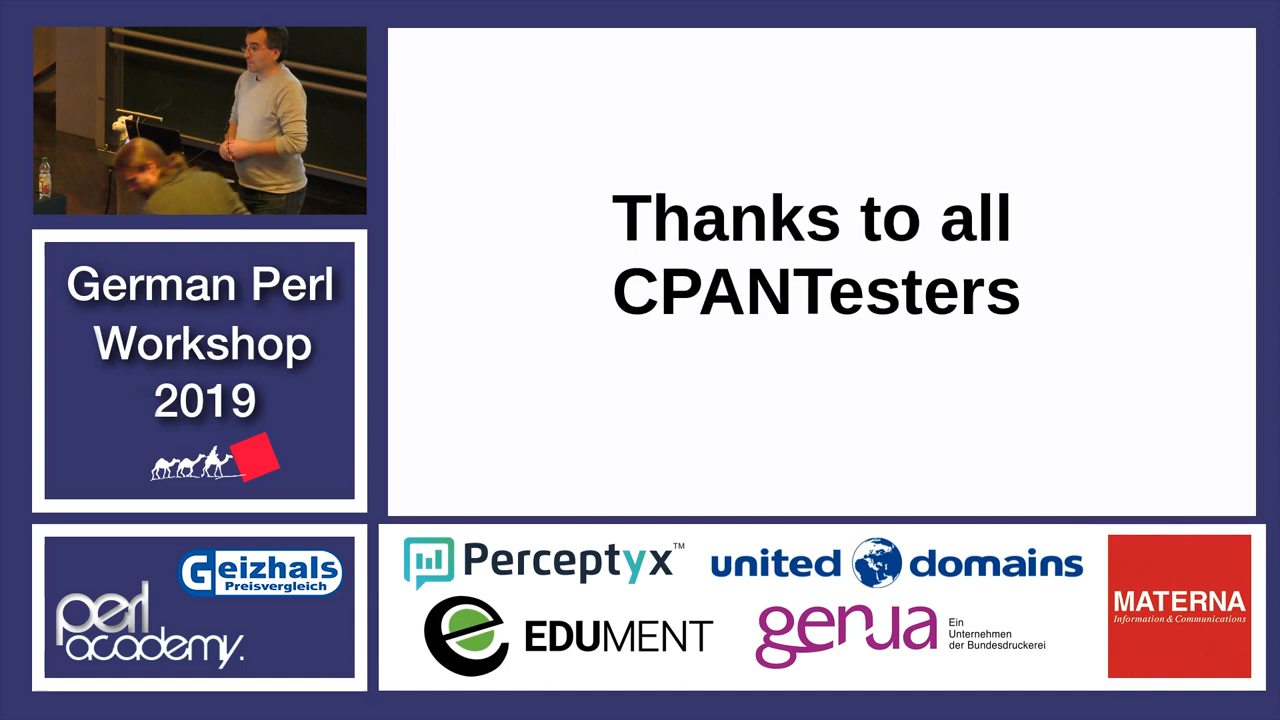 Thanks to all
CPANTesters
German Perl
Workshop
2019
Geizhals
Preisvergleich
perl
academy.
Perceptyx™
united domains
MATERNA
Information & Communications
EDUMENT
genua
Ein
Unternehmen
der Bundesdruckerei